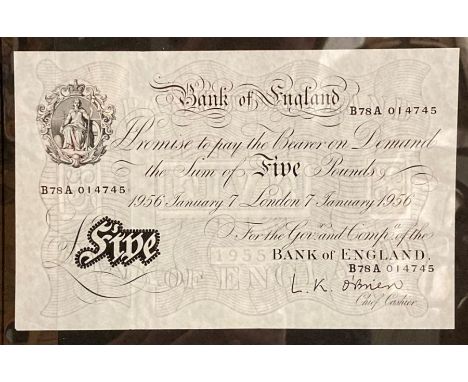 Bank of England
B78A 014745
I Promise to pay the Bearer on Demand
the Sum of Five Pounds
B78A 014745
1956 January 7 London 7 January 1956
For the Govr. and Compa. of the
Five
BANK of ENGLAND.
B78A 014745
L.K. O'Brien
Chief Cashier